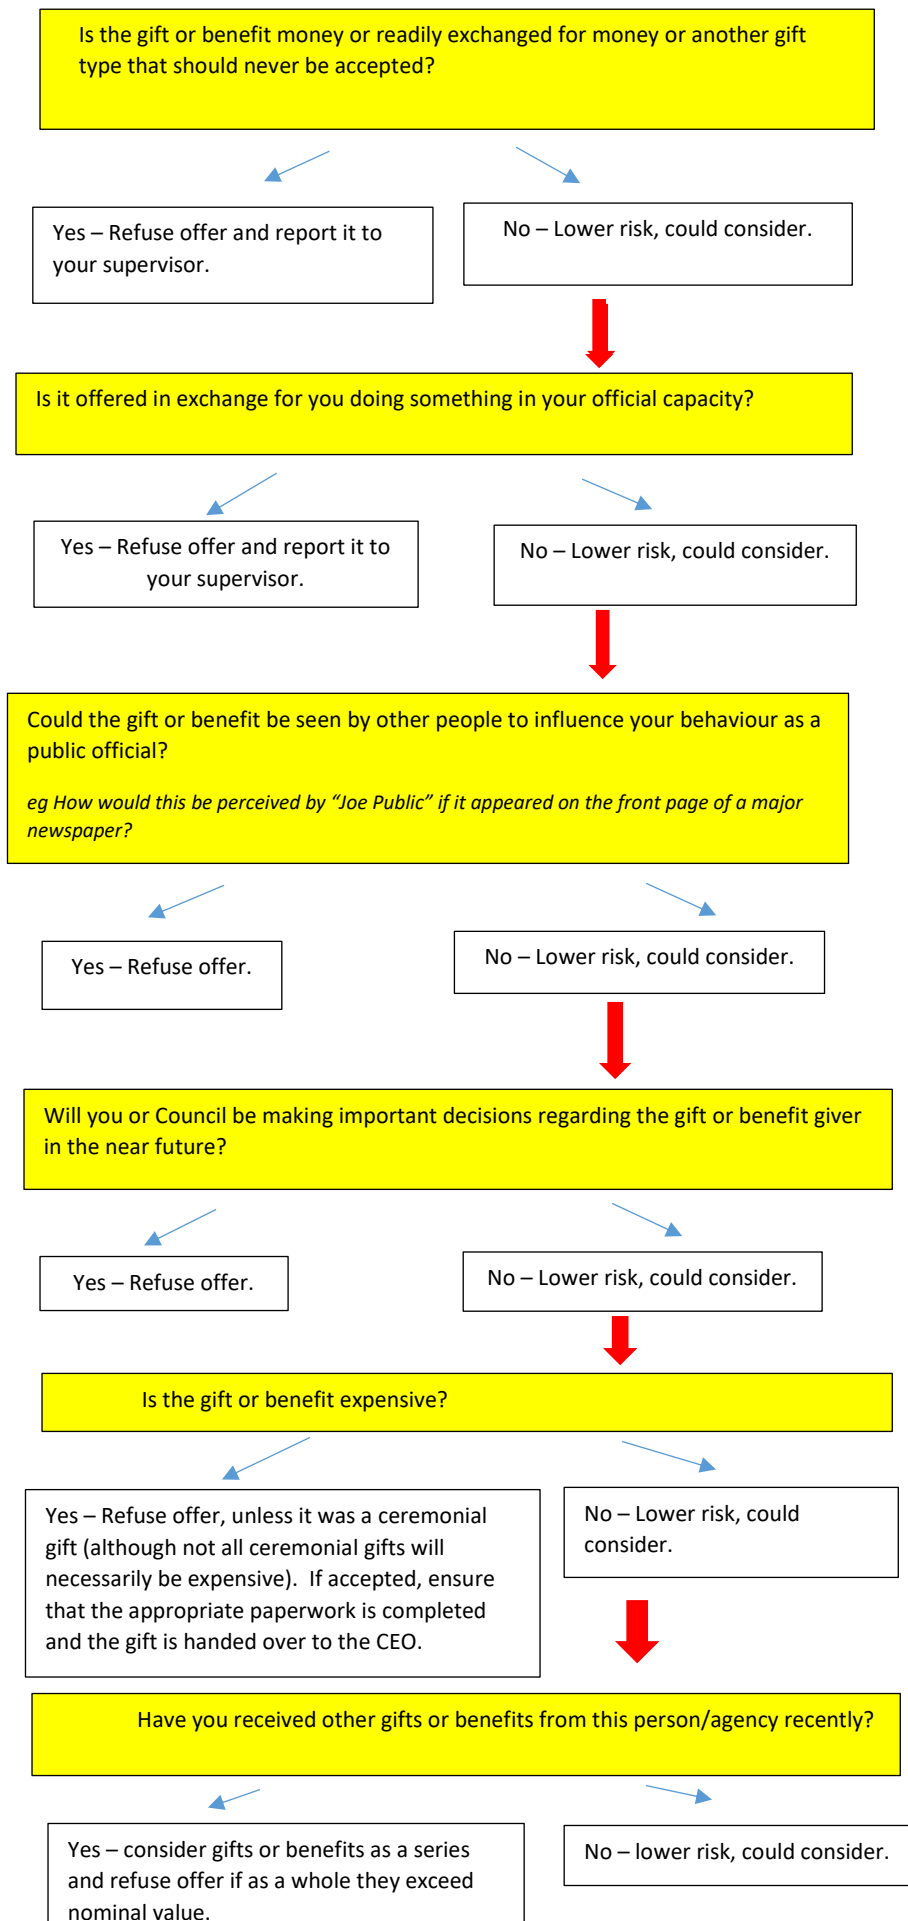 Is the gift or benefit money or readily exchanged for money or another gift
type that should never be accepted?
Yes – Refuse offer and report it to
your supervisor.
No – Lower risk, could consider.
Is it offered in exchange for you doing something in your official capacity?
Yes – Refuse offer and report it to
your supervisor.
No – Lower risk, could consider.
Could the gift or benefit be seen by other people to influence your behaviour as a
public official?
eg How would this be perceived by “Joe Public” if it appeared on the front page of a major
newspaper?
Yes – Refuse offer.
No – Lower risk, could consider.
Will you or Council be making important decisions regarding the gift or benefit giver
in the near future?
Yes – Refuse offer.
No – Lower risk, could consider.
Is the gift or benefit expensive?
Yes – Refuse offer, unless it was a ceremonial
gift (although not all ceremonial gifts will
necessarily be expensive).  If accepted, ensure
that the appropriate paperwork is completed
and the gift is handed over to the CEO.
No – Lower risk, could
consider.
Have you received other gifts or benefits from this person/agency recently?
Yes – consider gifts or benefits as a series
and refuse offer if as a whole they exceed
nominal value.
No – lower risk, could consider.